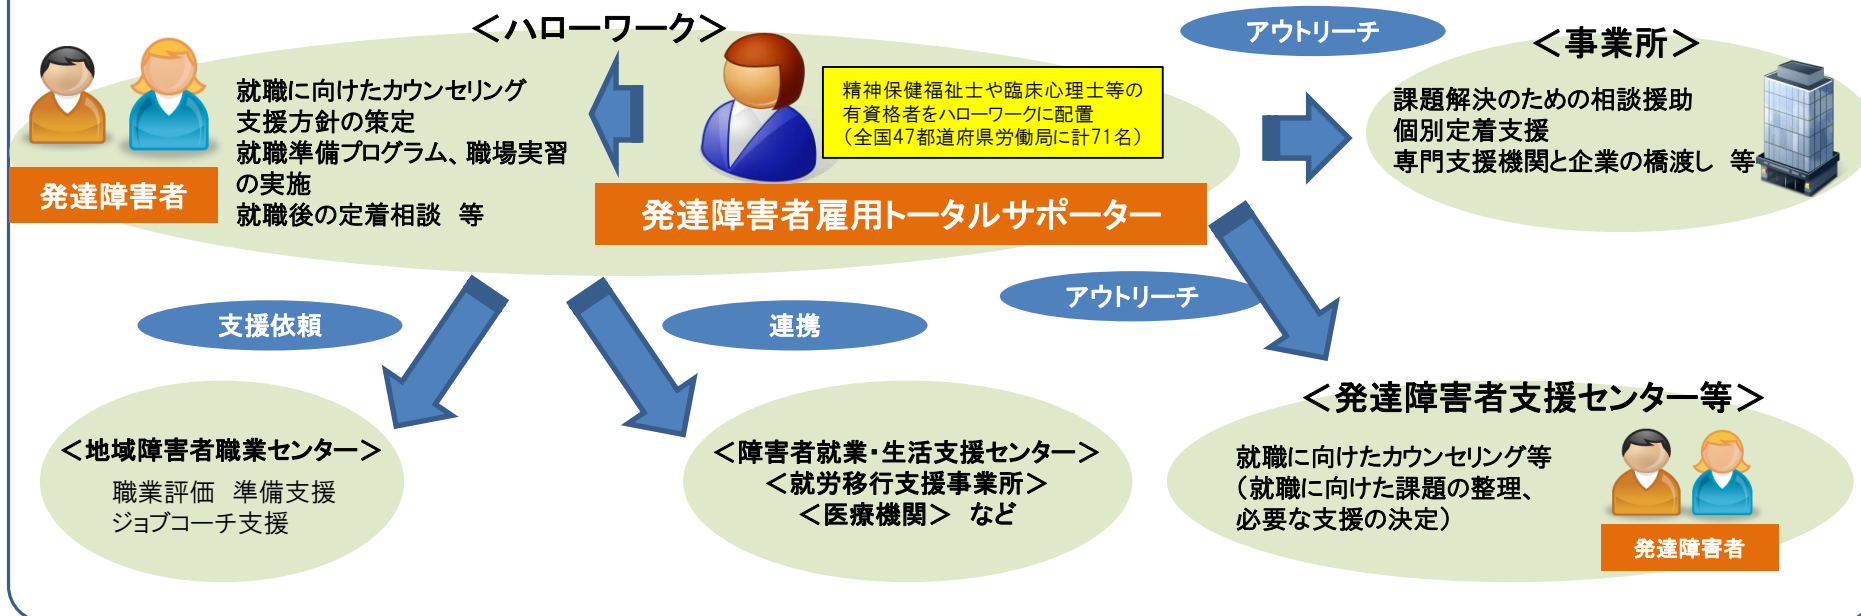 ＜ハローワーク＞
就職に向けたカウンセリング
支援方針の策定
就職準備プログラム、職場実習
の実施
就職後の定着相談　等
発達障害者
精神保健福祉士や臨床心理士等の
有資格者をハローワークに配置
（全国47都道府県労働局に計71名）
発達障害者雇用トータルサポーター
アウトリーチ
＜事業所＞
課題解決のための相談援助
個別定着支援
専門支援機関と企業の橋渡し　等
支援依頼
連携
アウトリーチ
＜地域障害者職業センター＞
職業評価　準備支援
ジョブコーチ支援
＜障害者就業・生活支援センター＞
＜就労移行支援事業所＞
＜医療機関＞　など
＜発達障害者支援センター等＞
就職に向けたカウンセリング等
（就職に向けた課題の整理、
必要な支援の決定）
発達障害者